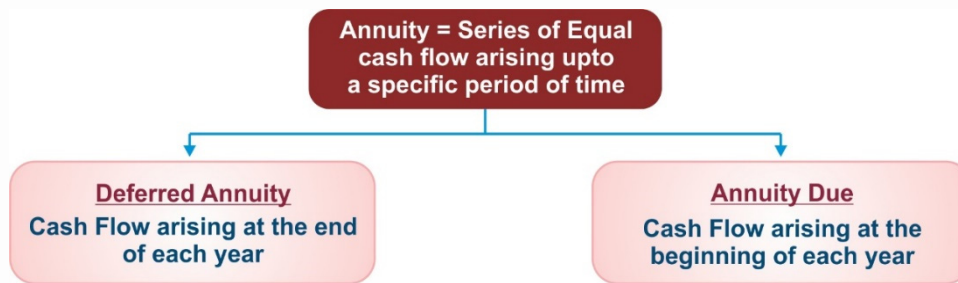 Annuity = Series of Equal
cash flow arising upto
a specific period of time
Deferred Annuity
Cash Flow arising at the end
of each year
Annuity Due
Cash Flow arising at the
beginning of each year